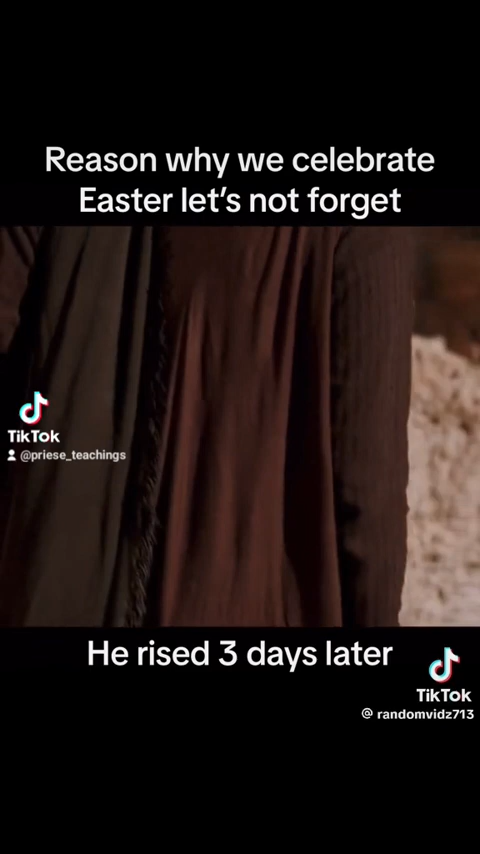 Reason why we celebrate
Easter let's not forget
TikTok
@priese_teachings
He rised 3 days later
TikTok
@ randomvidz713